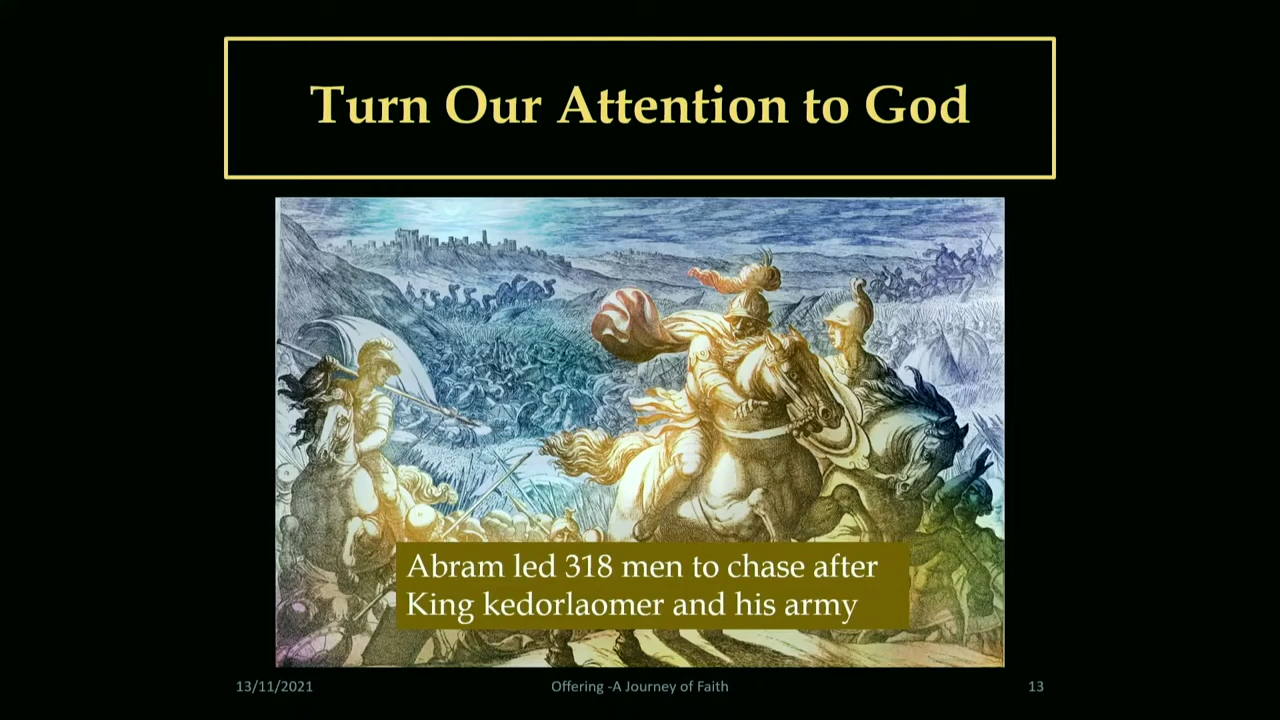 Turn Our Attention to God
Abram led 318 men to chase after
King kedorlaomer and his army
13/11/2021
Offering -A Journey of Faith
13